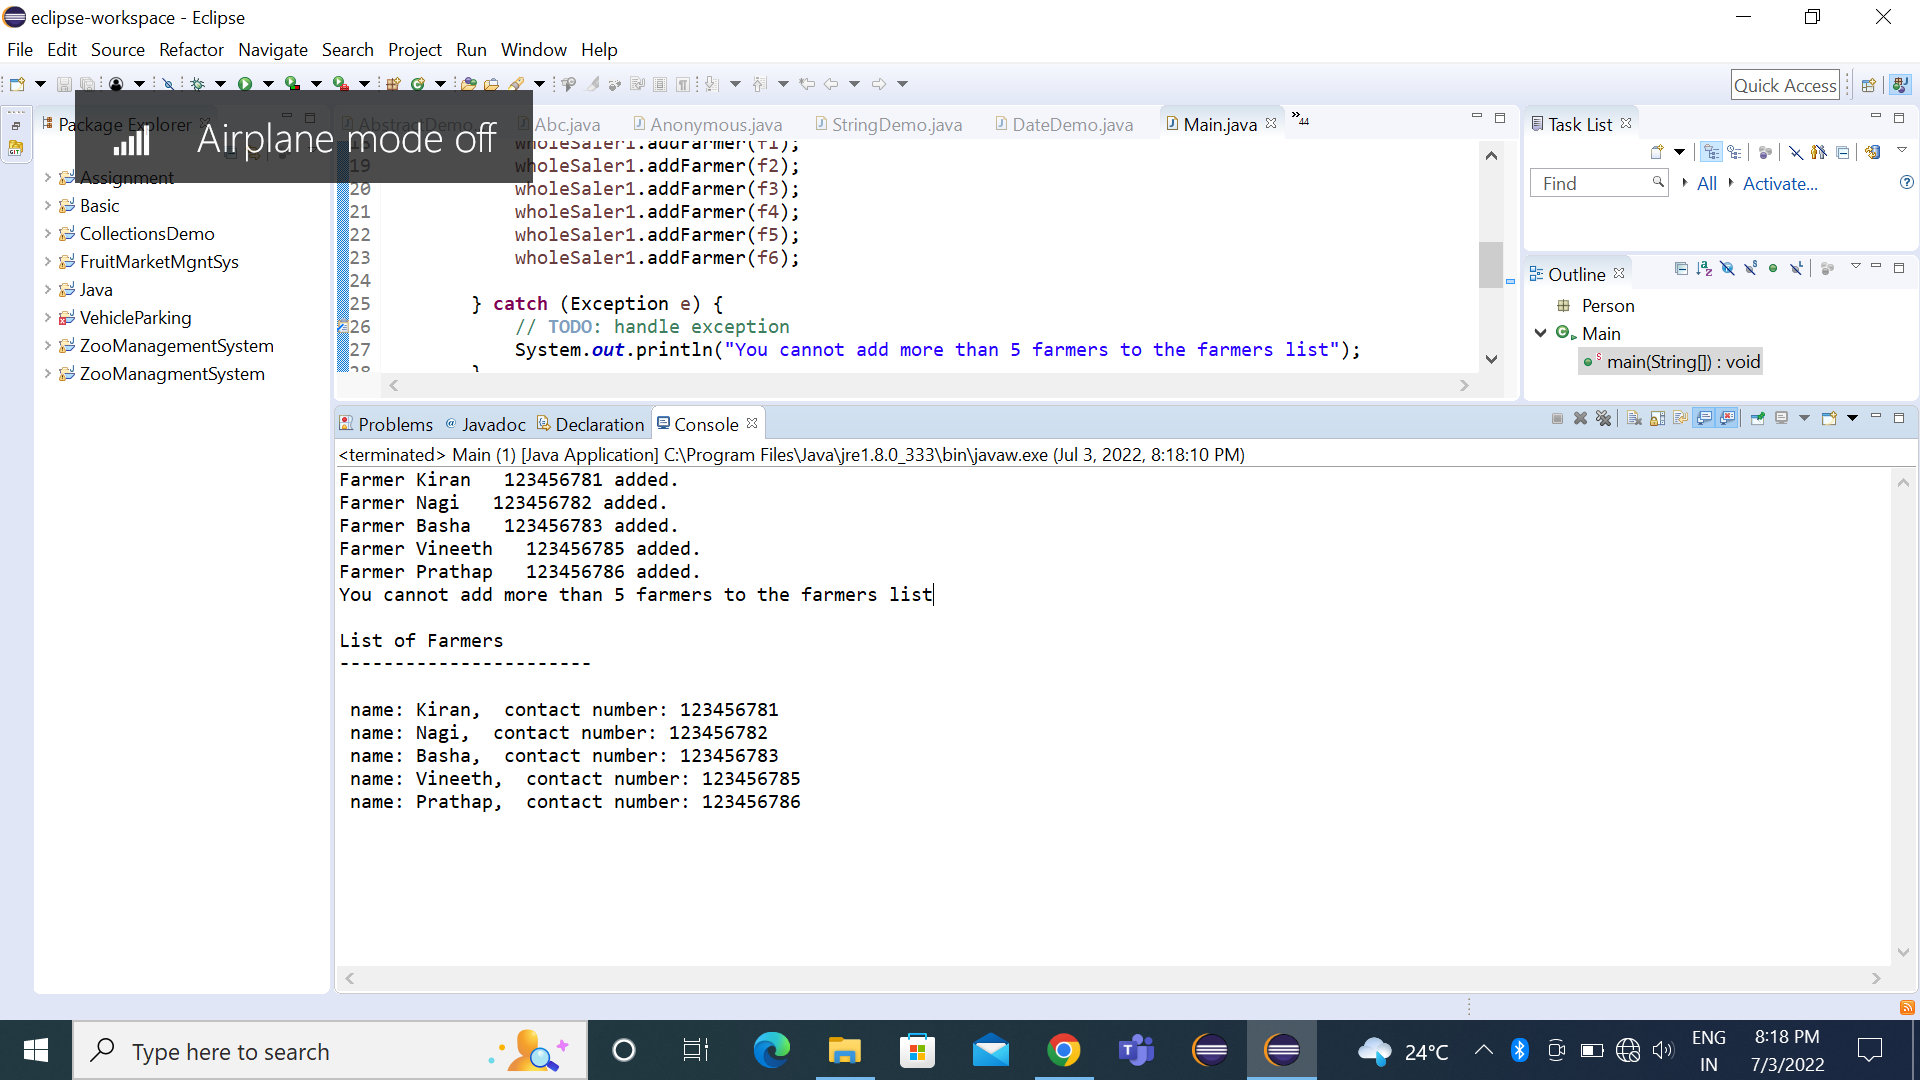 eclipse-workspace - Eclipse
File Edit Source Refactor Navigate Search Project Run Window Help
Quick Access
Airplane mode off
Package Explorer
Assignment
Basic
CollectionsDemo
FruitMarketMgntSys
Java
VehicleParking
ZooManagementSystem
ZooManagmentSystem
AbstractDemo Abc.java Anonymous.java StringDemo.java DateDemo.java Main.java »44
18 wholeSaler1.addFarmer(f1);
19 wholeSaler1.addFarmer(f2);
20 wholeSaler1.addFarmer(f3);
21 wholeSaler1.addFarmer(f4);
22 wholeSaler1.addFarmer(f5);
23 wholeSaler1.addFarmer(f6);
24
25 } catch (Exception e) {
26 // TODO: handle exception
27 System.out.println("You cannot add more than 5 farmers to the farmers list");
28 }
Task List
Find All Activate...
Outline
Person
Main
main(String[]) : void
Problems @ Javadoc Declaration Console
<terminated> Main (1) [Java Application] C:\Program Files\Java\jre1.8.0_333\bin\javaw.exe (Jul 3, 2022, 8:18:10 PM)
Farmer Kiran   123456781 added.
Farmer Nagi   123456782 added.
Farmer Basha   123456783 added.
Farmer Vineeth   123456785 added.
Farmer Prathap   123456786 added.
You cannot add more than 5 farmers to the farmers list
List of Farmers
-----------------------
name: Kiran,  contact number: 123456781
name: Nagi,  contact number: 123456782
name: Basha,  contact number: 123456783
name: Vineeth,  contact number: 123456785
name: Prathap,  contact number: 123456786
Type here to search
24°C
ENG
IN
8:18 PM
7/3/2022